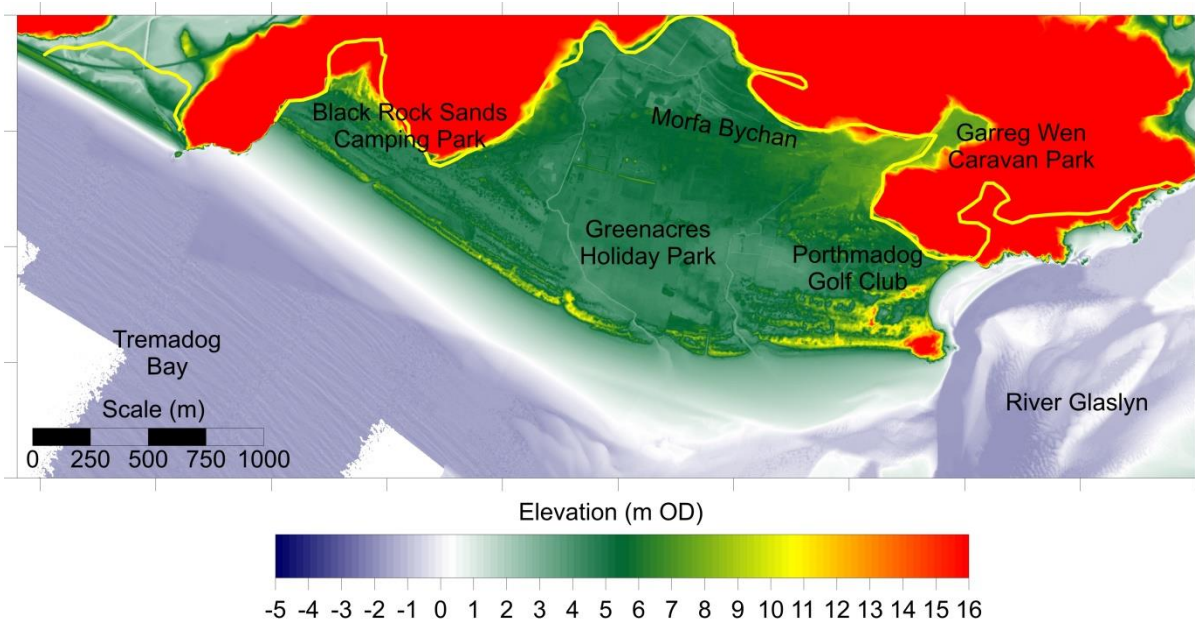 Black Rock Sands
Camping Park
Morfa Bychan
Garreg Wen
Caravan Park
Greenacres
Holiday Park
Porthmadog
Golf Club
Tremadog
Bay
River Glaslyn
Scale (m)
0 250 500 750 1000
Elevation (m OD)
-5 -4 -3 -2 -1 0 1 2 3 4 5 6 7 8 9 10 11 12 13 14 15 16